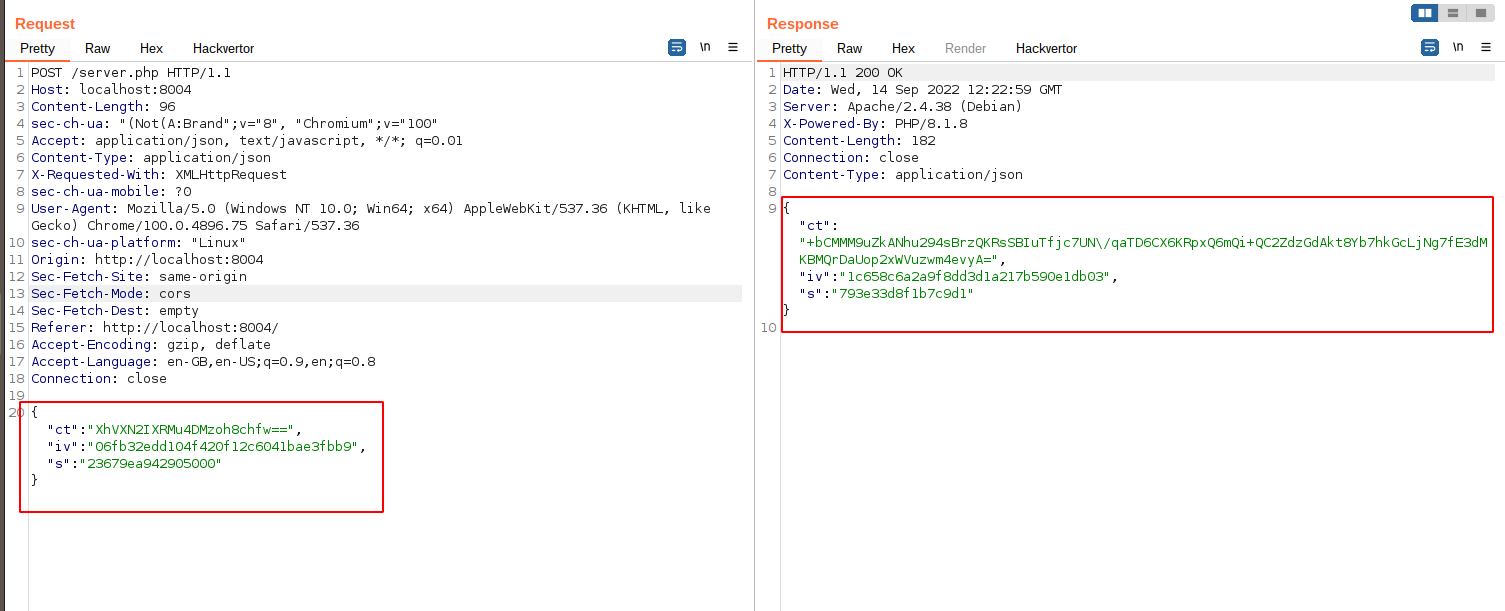 Request
Pretty Raw Hex Hackvertor \n
1 POST /server.php HTTP/1.1
2 Host: localhost:8004
3 Content-Length: 96
4 sec-ch-ua: "(Not(A:Brand";v="8", "Chromium";v="100"
5 Accept: application/json, text/javascript, */*; q=0.01
6 Content-Type: application/json
7 X-Requested-With: XMLHttpRequest
8 sec-ch-ua-mobile: ?0
9 User-Agent: Mozilla/5.0 (Windows NT 10.0; Win64; x64) AppleWebKit/537.36 (KHTML, like
Gecko) Chrome/100.0.4896.75 Safari/537.36
10 sec-ch-ua-platform: "Linux"
11 Origin: http://localhost:8004
12 Sec-Fetch-Site: same-origin
13 Sec-Fetch-Mode: cors
14 Sec-Fetch-Dest: empty
15 Referer: http://localhost:8004/
16 Accept-Encoding: gzip, deflate
17 Accept-Language: en-GB,en-US;q=0.9,en;q=0.8
18 Connection: close
19
20 {
"ct":"XhVXN2IXRMu4DMzoh8chfw==",
"iv":"06fb32edd104f420f12c6041bae3fbb9",
"s":"23679ea942905000"
}
Response
Pretty Raw Hex Render Hackvertor \n
1 HTTP/1.1 200 OK
2 Date: Wed, 14 Sep 2022 12:22:59 GMT
3 Server: Apache/2.4.38 (Debian)
4 X-Powered-By: PHP/8.1.8
5 Content-Length: 182
6 Connection: close
7 Content-Type: application/json
8
9 {
"ct":
"+bCMMM9uZkANhu294sBrzQKRsSBIuTfjc7UN\/qaTD6CX6KRpxQ6mQi+QC2ZdzGdAkt8Yb7hkGcLjNg7fE3dM
KBMQrDaUop2xWVuzwm4evyA=",
"iv":"1c658c6a2a9f8dd3d1a217b590e1db03",
"s":"793e33d8f1b7c9d1"
}
10